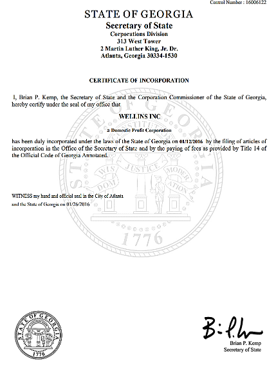 Control Number : 16006122
STATE OF GEORGIA
Secretary of State
Corporations Division
313 West Tower
2 Martin Luther King, Jr. Dr.
Atlanta, Georgia 30334-1530
CERTIFICATE OF INCORPORATION
I, Brian P. Kemp, the Secretary of State and the Corporation Commissioner of the State of Georgia,
hereby certify under the seal of my office that
WELLINS INC
a Domestic Profit Corporation
has been duly incorporated under the laws of the State of Georgia on 01/12/2016 by the filing of articles of
incorporation in the Office of the Secretary of State and by the paying of fees as provided by Title 14 of
the Official Code of Georgia Annotated.
WITNESS my hand and official seal in the City of Atlanta
and the State of Georgia on 01/26/2016
CONSTITUTION
JUSTICE
1776
STATE OF GEORGIA
1776
Brian P. Kemp
Secretary of State